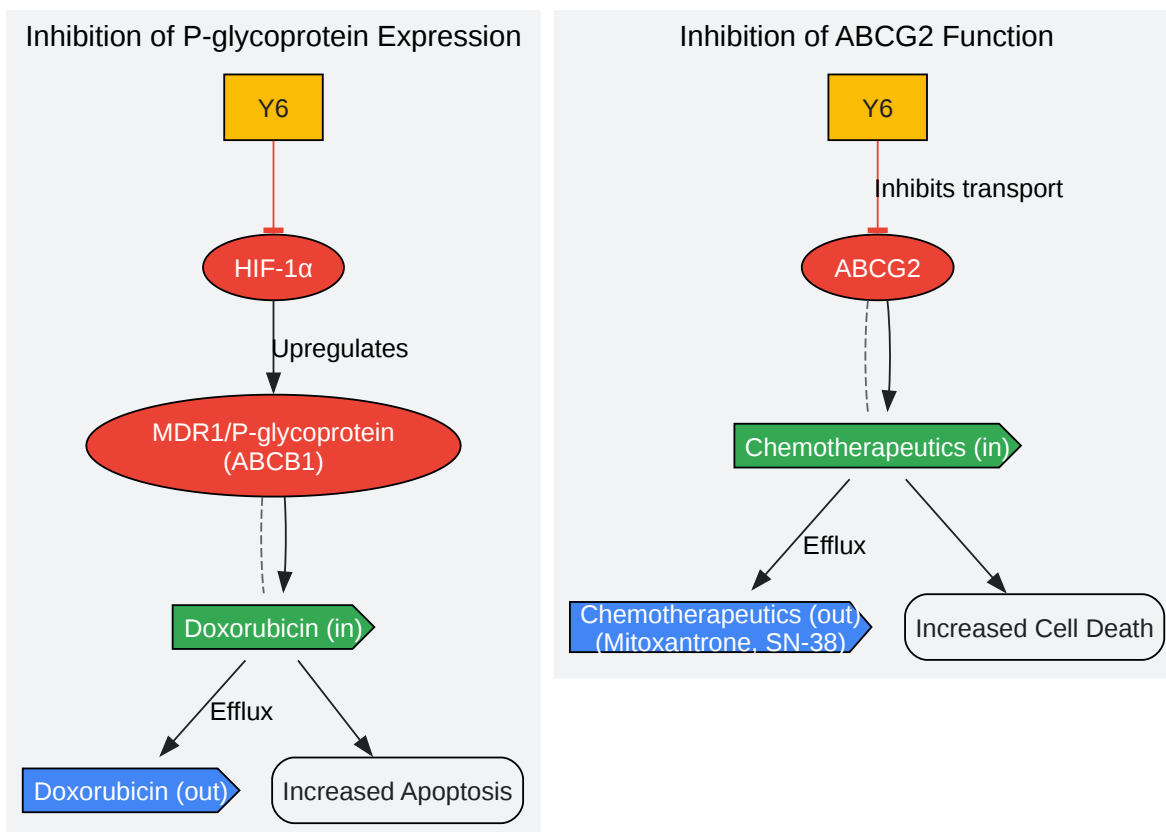 Inhibition of P-glycoprotein Expression
Y6
HIF-1α
Upregulates
MDR1/P-glycoprotein
(ABCB1)
Doxorubicin (in)
Efflux
Doxorubicin (out)
Increased Apoptosis
Inhibition of ABCG2 Function
Y6
Inhibits transport
ABCG2
Chemotherapeutics (in)
Efflux
Chemotherapeutics (out)
(Mitoxantrone, SN-38)
Increased Cell Death